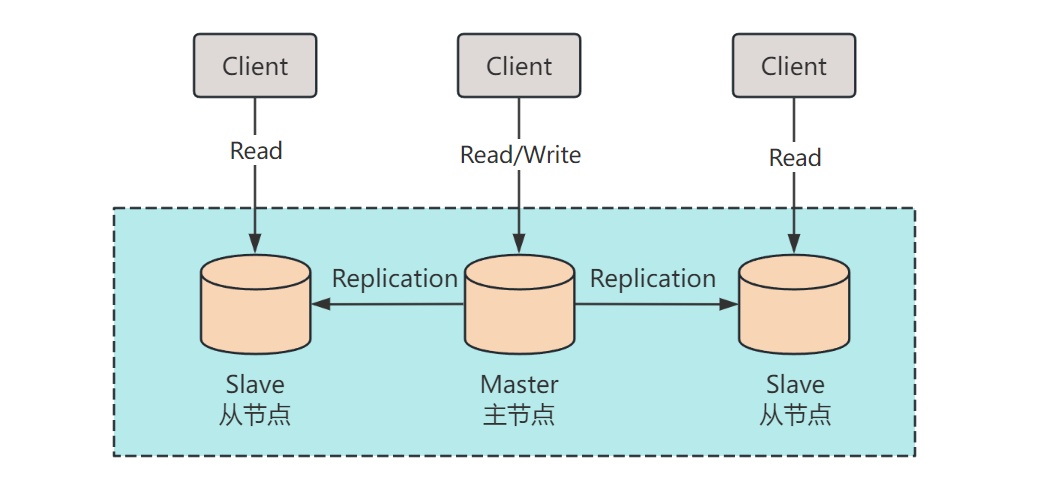 Client
Client
Client
Read
Read/Write
Read
Replication
Replication
Slave
从节点
Master
主节点
Slave
从节点